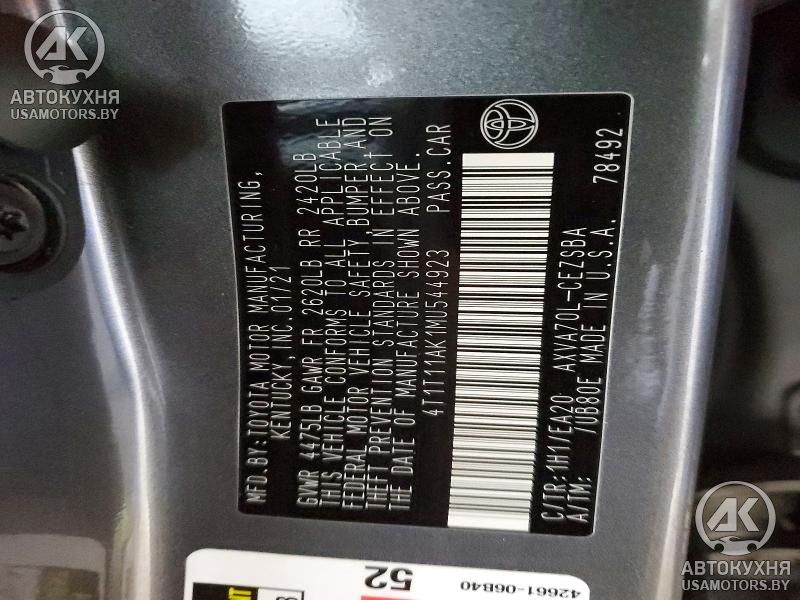 AK
АВТОКУХНЯ
USAMOTORS.BY
MFD.BY:TOYOTA MOTOR MANUFACTURING,
KENTUCKY, INC.01/21
GVWR 4475LB GAWR FR 2620LB RR 2420LB
THIS VEHICLE CONFORMS TO ALL APPLICABLE
FEDERAL MOTOR VEHICLE SAFETY,BUMPER,AND
THEFT PREVENTION STANDARDS IN EFFECT ON
THE DATE OF MANUFACTURE SHOWN ABOVE.
4T1T11AK1MU544923 PASS.CAR
C/TR:1H1/EA20 AXVA70L-CEZSBA
A/TM: /UB80E MADE IN U.S.A. 78492
52
42661-06B40
AK
АВТОКУХНЯ
USAMOTORS.BY